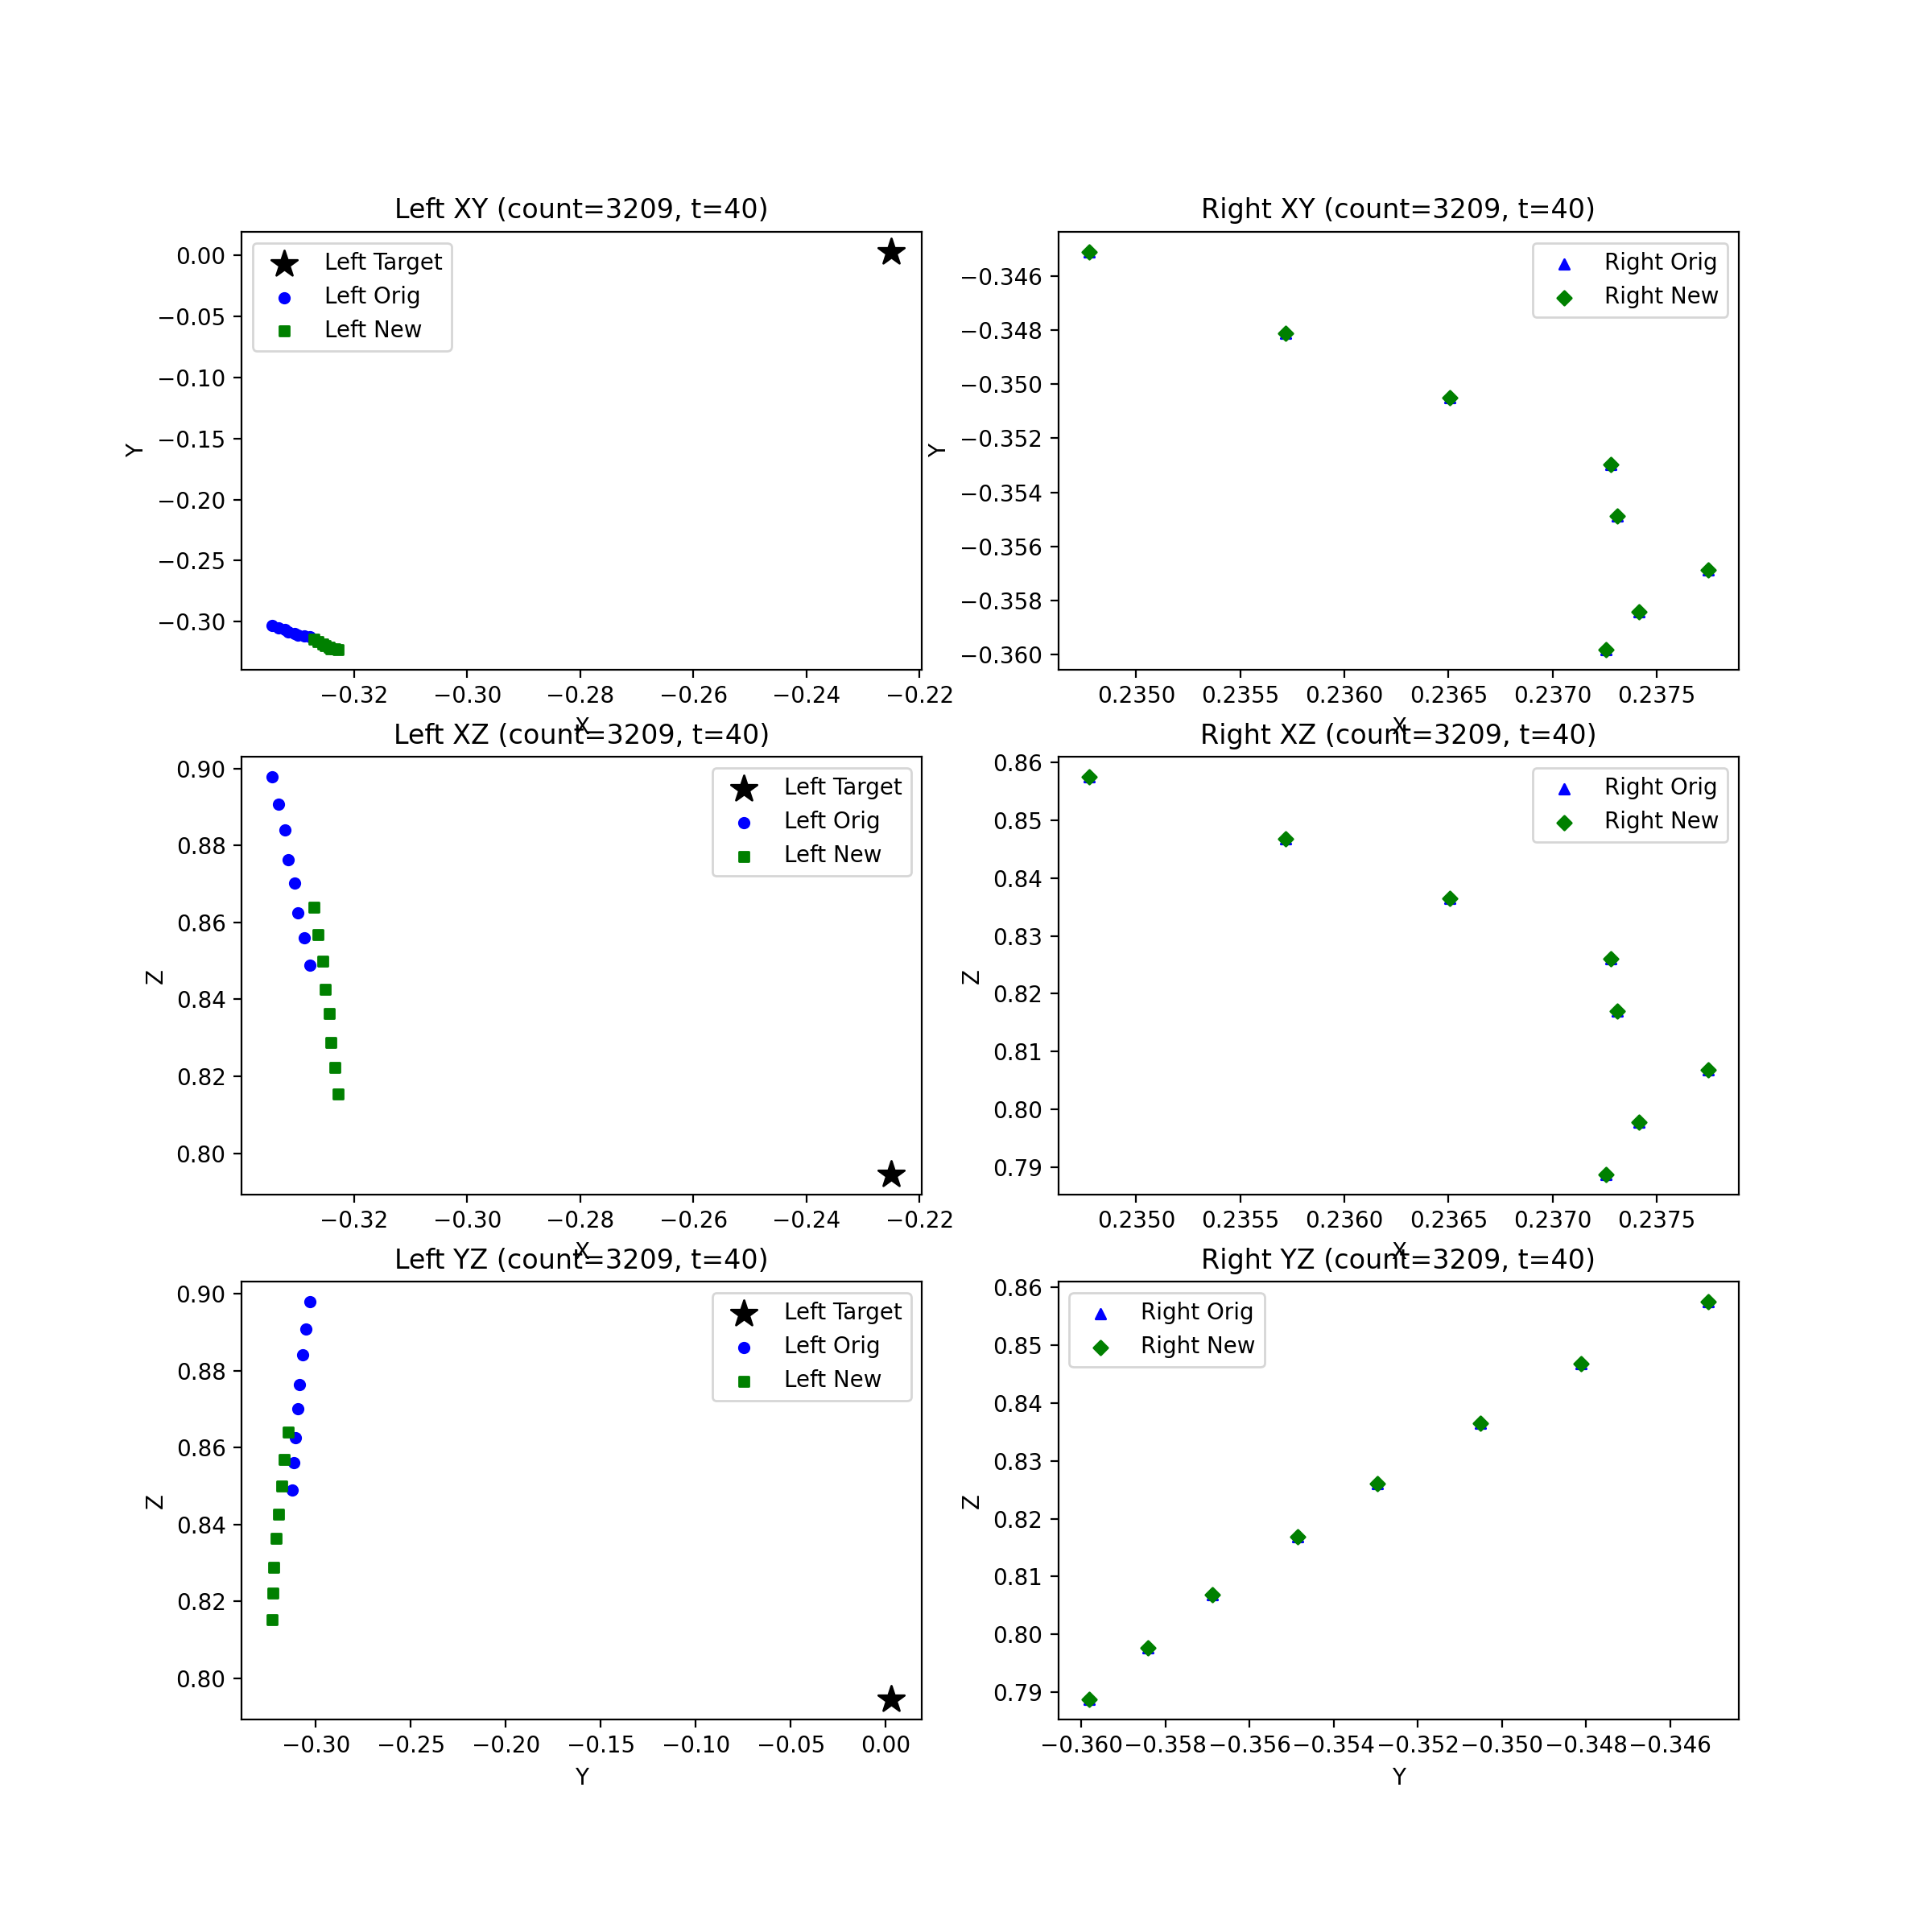 Left XY (count=3209, t=40)
Left Target
Left Orig
Left New
0.00
−0.05
−0.10
−0.15
−0.20
−0.25
−0.30
Y
−0.32
−0.30
−0.28
−0.26
−0.24
−0.22
X
Right XY (count=3209, t=40)
Right Orig
Right New
−0.346
−0.348
−0.350
−0.352
−0.354
−0.356
−0.358
−0.360
Y
0.2350
0.2355
0.2360
0.2365
0.2370
0.2375
X
Left XZ (count=3209, t=40)
Left Target
Left Orig
Left New
0.90
0.88
0.86
0.84
0.82
0.80
Z
−0.32
−0.30
−0.28
−0.26
−0.24
−0.22
X
Right XZ (count=3209, t=40)
Right Orig
Right New
0.86
0.85
0.84
0.83
0.82
0.81
0.80
0.79
Z
0.2350
0.2355
0.2360
0.2365
0.2370
0.2375
X
Left YZ (count=3209, t=40)
Left Target
Left Orig
Left New
0.90
0.88
0.86
0.84
0.82
0.80
Z
−0.30
−0.25
−0.20
−0.15
−0.10
−0.05
0.00
Y
Right YZ (count=3209, t=40)
Right Orig
Right New
0.86
0.85
0.84
0.83
0.82
0.81
0.80
0.79
Z
−0.360
−0.358
−0.356
−0.354
−0.352
−0.350
−0.348
−0.346
Y